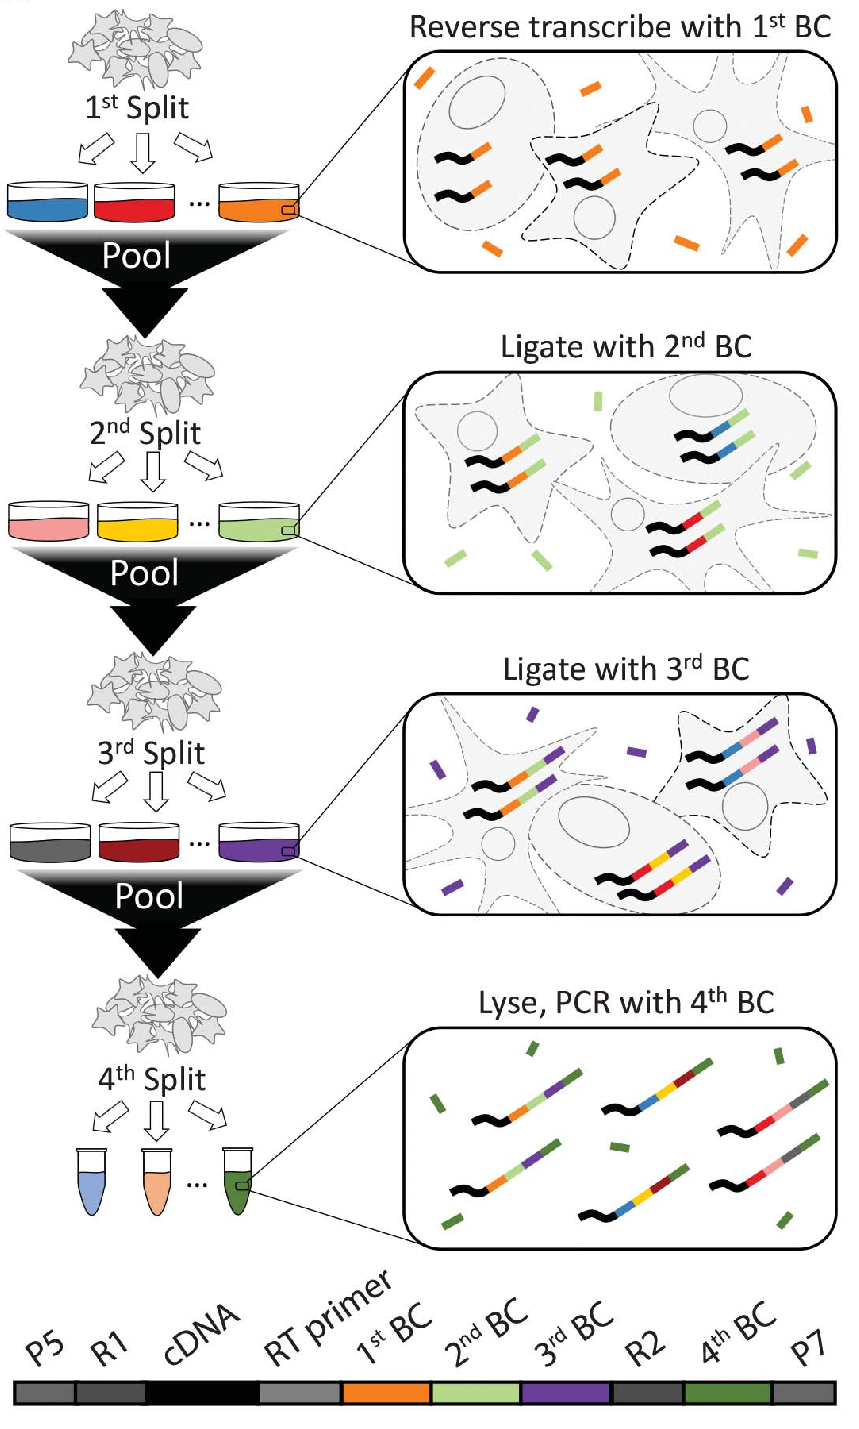 Reverse transcribe with 1st BC
1st Split
...
Pool
Ligate with 2nd BC
2nd Split
...
Pool
Ligate with 3rd BC
3rd Split
...
Pool
Lyse, PCR with 4th BC
4th Split
...
P5 R1 cDNA RT primer 1st BC 2nd BC 3rd BC R2 4th BC P7